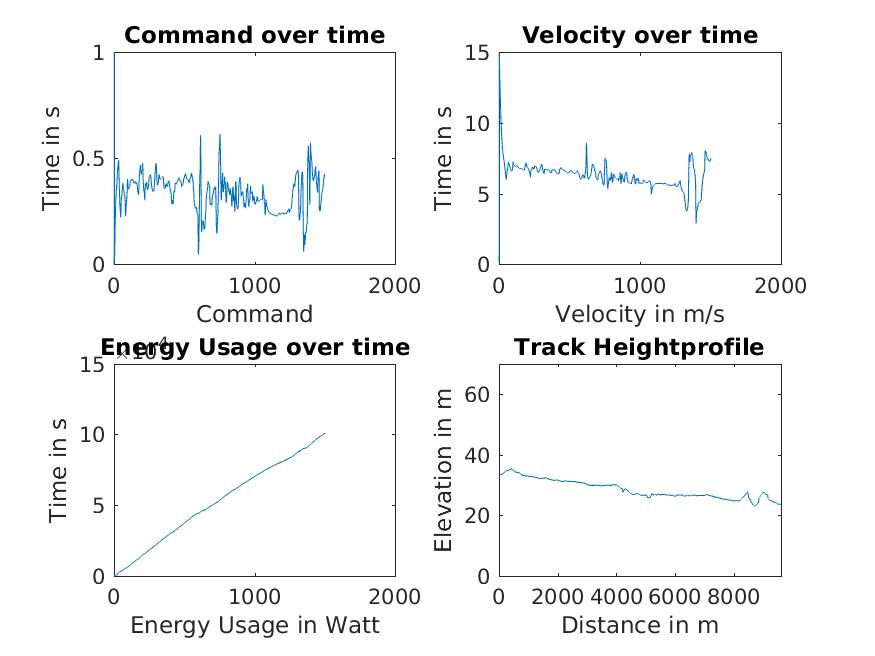 Command over time
1
0.5
0
Time in s
0
1000
2000
Command
Velocity over time
15
10
5
0
Time in s
0
1000
2000
Velocity in m/s
Energy Usage over time
×10^4
15
10
5
0
Time in s
0
1000
2000
Energy Usage in Watt
Track Heightprofile
60
40
20
0
Elevation in m
0
2000
4000
6000
8000
Distance in m